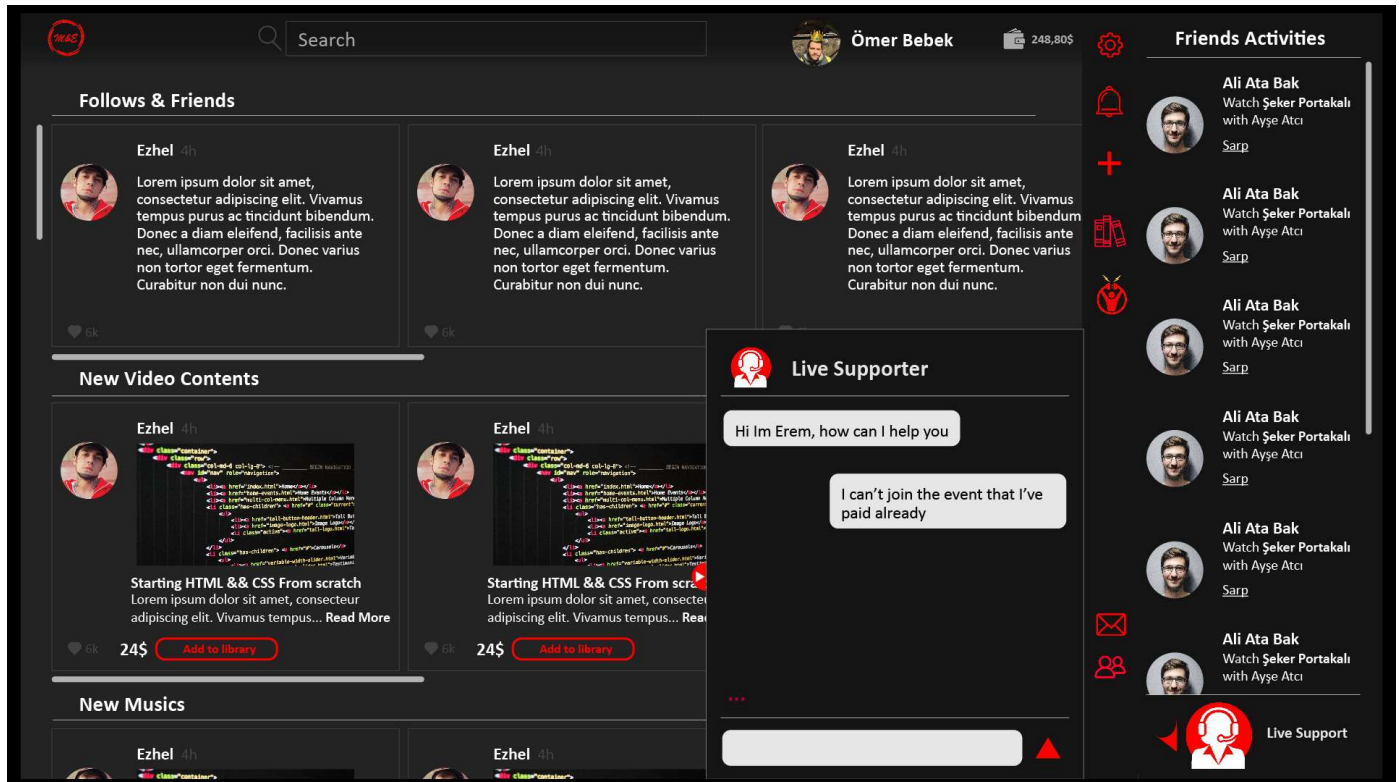 M&E
Search
Ömer Bebek
248,80$
Friends Activities
Follows & Friends
Ezhel 4h
Lorem ipsum dolor sit amet,
consectetur adipiscing elit. Vivamus
tempus purus ac tincidunt bibendum.
Donec a diam eleifend, facilisis ante
nec, ullamcorper orci. Donec varius
non tortor eget fermentum.
Curabitur non dui nunc.
6k
Ezhel 4h
Lorem ipsum dolor sit amet,
consectetur adipiscing elit. Vivamus
tempus purus ac tincidunt bibendum.
Donec a diam eleifend, facilisis ante
nec, ullamcorper orci. Donec varius
non tortor eget fermentum.
Curabitur non dui nunc.
6k
Ezhel 4h
Lorem ipsum dolor sit amet,
consectetur adipiscing elit. Vivamus
tempus purus ac tincidunt bibendum
Donec a diam eleifend, facilisis ante
nec, ullamcorper orci. Donec varius
non tortor eget fermentum.
Curabitur non dui nunc.
New Video Contents
Ezhel 4h
Starting HTML && CSS From scratch
Lorem ipsum dolor sit amet, consecteur
adipiscing elit. Vivamus tempus... Read More
6k 24$ Add to library
Ezhel 4h
Starting HTML && CSS From scra
Lorem ipsum dolor sit amet, consecteu
adipiscing elit. Vivamus tempus... Rea
6k 24$ Add to library
New Musics
Ezhel 4h
Ezhel 4h
Live Supporter
Hi Im Erem, how can I help you
I can't join the event that I've
paid already
...
Ali Ata Bak
Watch Şeker Portakalı
with Ayşe Atcı
Sarp
Ali Ata Bak
Watch Şeker Portakalı
with Ayşe Atcı
Sarp
Ali Ata Bak
Watch Şeker Portakalı
with Ayşe Atcı
Sarp
Ali Ata Bak
Watch Şeker Portakalı
with Ayşe Atcı
Sarp
Ali Ata Bak
Watch Şeker Portakalı
with Ayşe Atcı
Sarp
Ali Ata Bak
Watch Şeker Portakalı
with Ayşe Atcı
Live Support